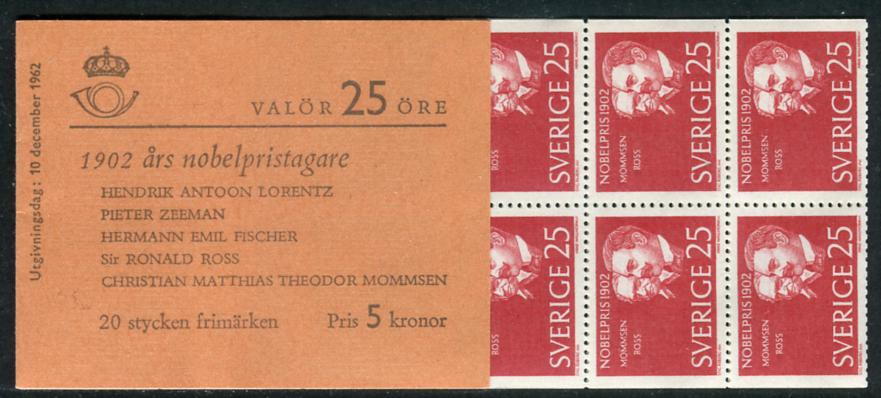 Utgivningsdag: 10 december 1962
VALÖR 25 ÖRE
1902 års nobelpristagare
HENDRIK ANTOON LORENTZ
PIETER ZEEMAN
HERMANN EMIL FISCHER
Sir RONALD ROSS
CHRISTIAN MATTHIAS THEODOR MOMMSEN
20 stycken frimärken Pris 5 kronor
ROSS
SVERIGE 25
NOBELPRIS 1902
MOMMSEN
ROSS
SVERIGE 25
NOBELPRIS 1902
MOMMSEN
ROSS
SVERIGE 25
ROSS
SVERIGE 25
NOBELPRIS 1902
MOMMSEN
ROSS
SVERIGE 25
NOBELPRIS 1902
MOMMSEN
ROSS
SVERIGE 25